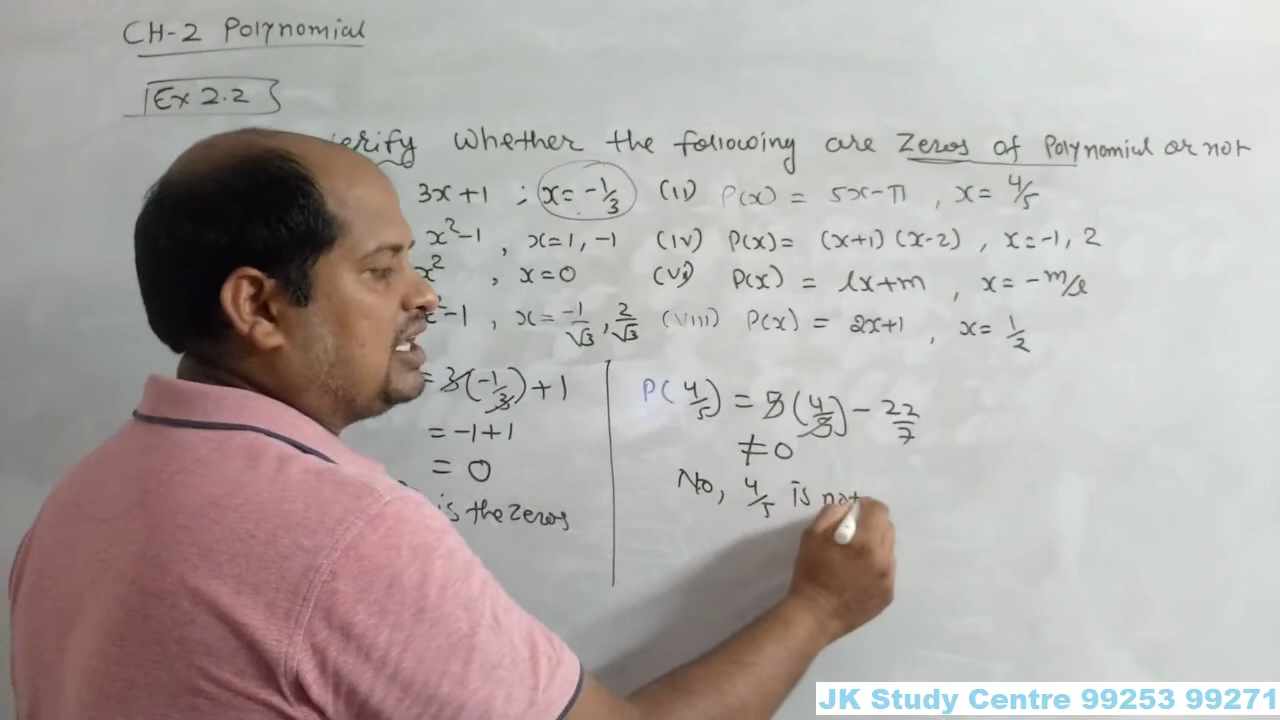 CH-2 Polynomial
Ex 2.2
erify Whether the following are Zeros of Polynomial or not
3x+1 ; x=-1/3 (ii) P(x) = 5x-π , x= 4/5
x²-1 , x=1, -1 (iv) P(x)= (x+1)(x-2) , x=-1, 2
x² , x=0 (vi) P(x) = lx+m , x= -m/l
x²-1 , x= -1/√3 , 2/√3 (viii) P(x) = 2x+1 , x= 1/2
= 3(-1/3)+1
= -1+1
= 0
is the zeros
P(4/5) = 5(4/5) - 22/7
≠0
No, 4/5 is not
JK Study Centre 99253 99271